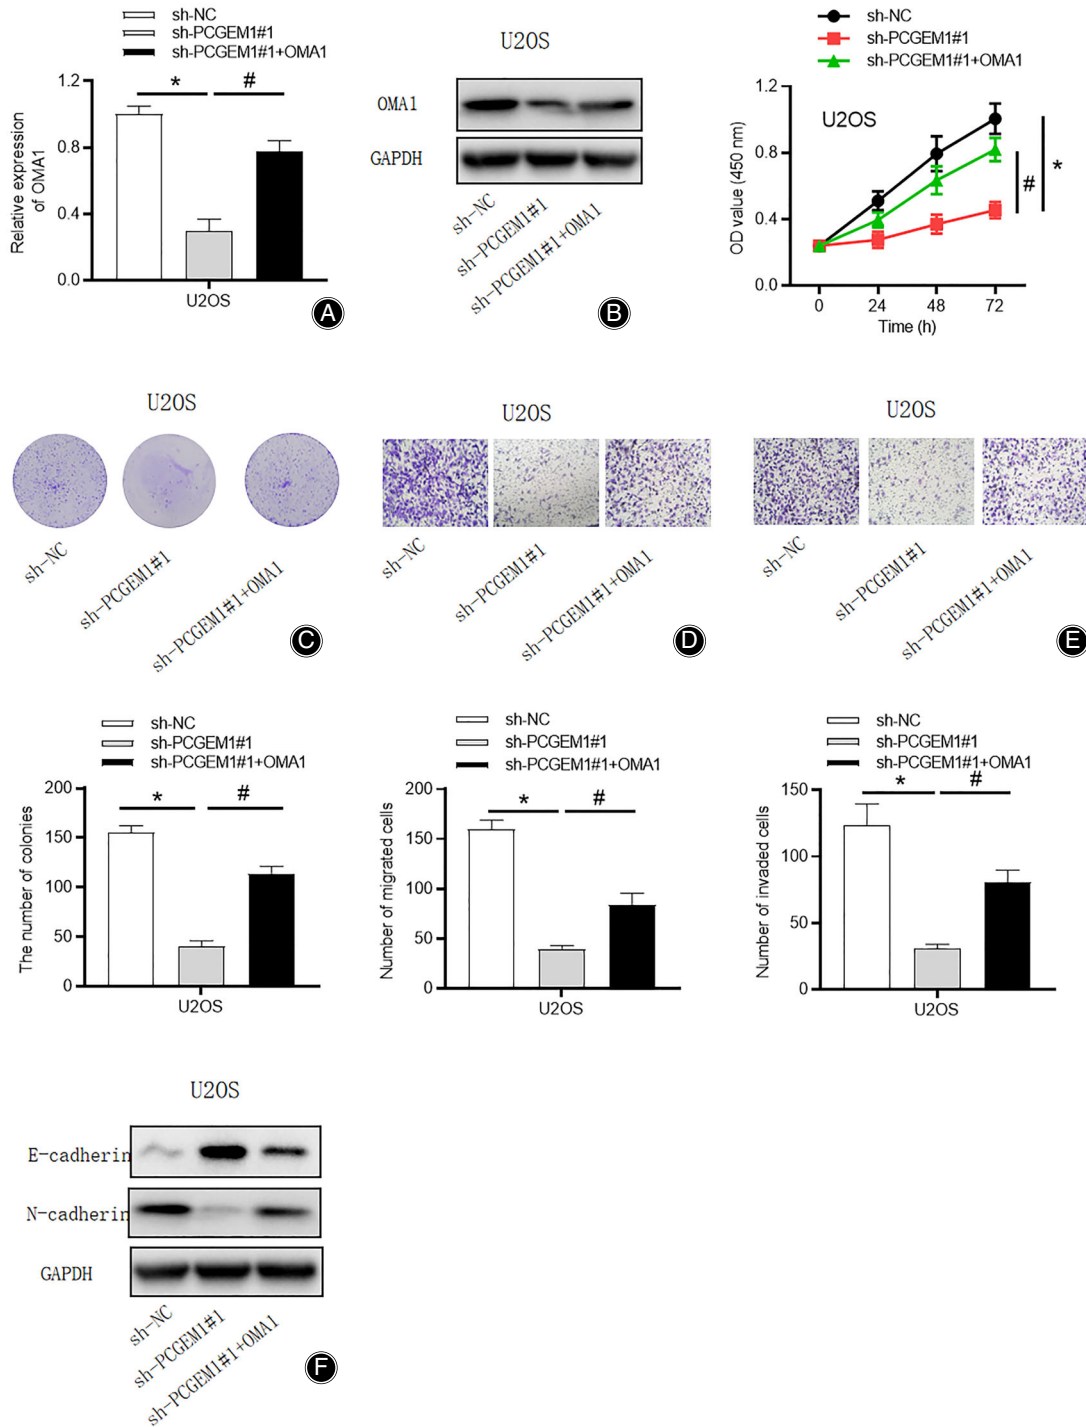 sh-NC
sh-PCGEM1#1
sh-PCGEM1#1+OMA1
Relative expression
of OMA1
1.2
0.8
0.4
0.0
*
#
U2OS
A
U2OS
OMA1
GAPDH
sh-NC
sh-PCGEM1#1
sh-PCGEM1#1+OMA1
B
sh-NC
sh-PCGEM1#1
sh-PCGEM1#1+OMA1
U2OS
OD value (450 nm)
1.2
0.8
0.4
0.0
#
*
0
24
48
72
Time (h)
U2OS
sh-NC
sh-PCGEM1#1
sh-PCGEM1#1+OMA1
C
U2OS
sh-NC
sh-PCGEM1#1
sh-PCGEM1#1+OMA1
D
U2OS
sh-NC
sh-PCGEM1#1
sh-PCGEM1#1+OMA1
E
sh-NC
sh-PCGEM1#1
sh-PCGEM1#1+OMA1
The number of colonies
200
150
100
50
0
*
#
U2OS
sh-NC
sh-PCGEM1#1
sh-PCGEM1#1+OMA1
Number of migrated cells
200
150
100
50
0
*
#
U2OS
sh-NC
sh-PCGEM1#1
sh-PCGEM1#1+OMA1
Number of invaded cells
150
100
50
0
*
#
U2OS
U2OS
E-cadherin
N-cadherin
GAPDH
sh-NC
sh-PCGEM1#1
sh-PCGEM1#1+OMA1
F